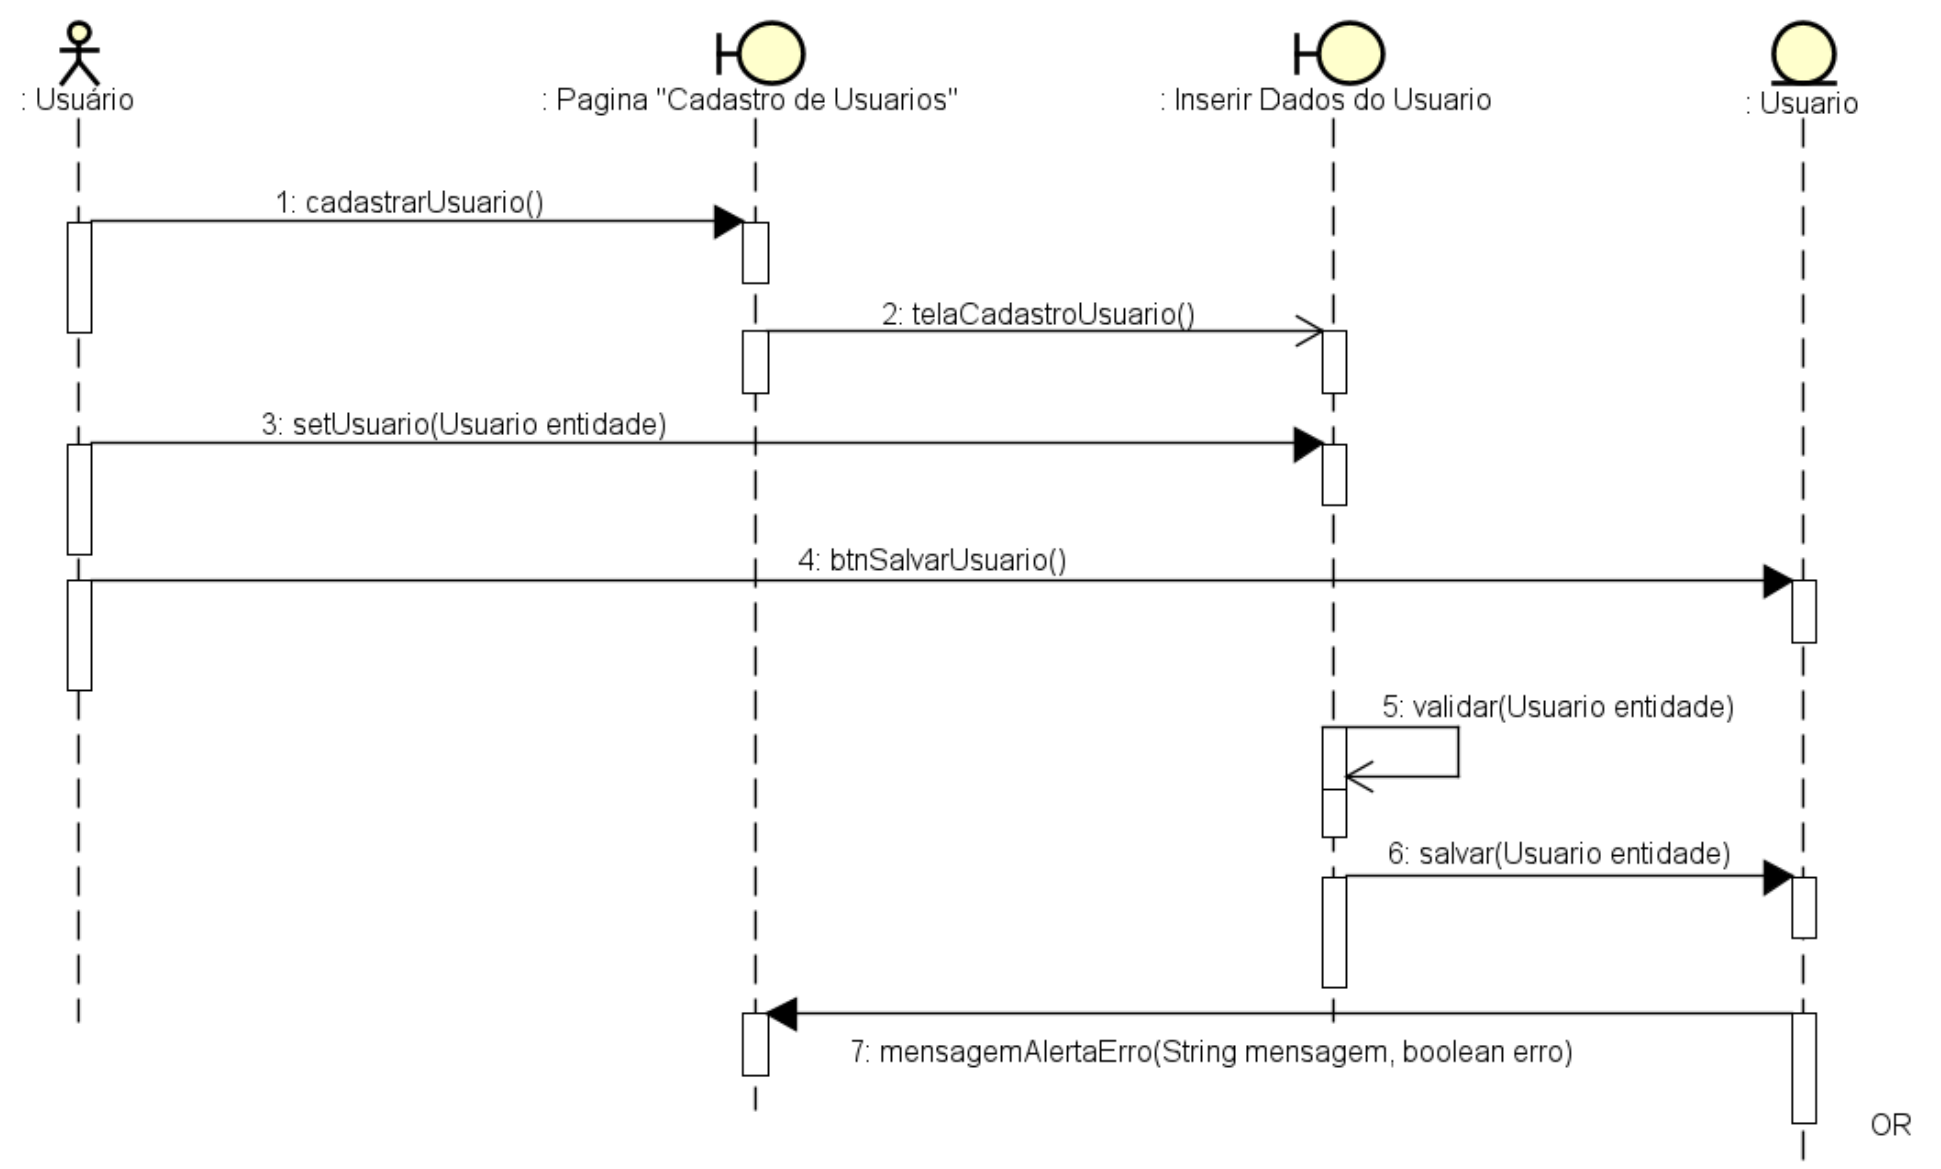 : Usuário
: Pagina "Cadastro de Usuarios"
: Inserir Dados do Usuario
: Usuario
1: cadastrarUsuario()
2: telaCadastroUsuario()
3: setUsuario(Usuario entidade)
4: btnSalvarUsuario()
5: validar(Usuario entidade)
6: salvar(Usuario entidade)
7: mensagemAlertaErro(String mensagem, boolean erro)
OR